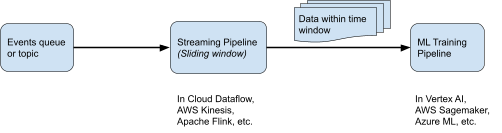 Events queue
or topic
Streaming Pipeline
(Sliding window)
Data within time
window
ML Training
Pipeline
In Cloud Dataflow,
AWS Kinesis,
Apache Flink, etc.
In Vertex AI,
AWS Sagemaker,
Azure ML, etc.